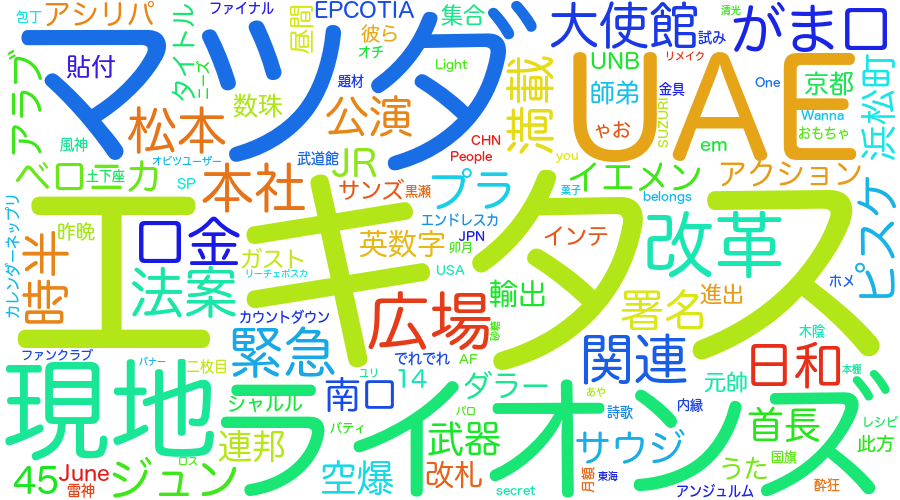 包丁
アシリパ
ファイナル
EPCOTIA
集合
彼ら
オチ
清光
大使館
試み
がま口
マツダ
昼間
貼付
タイトル
ニーズ
Light
リメイク
UNB
UAE
One
京都
アラブ
数珠
題材
満載
師弟
金具
SUZURI
Wanna
浜松町
風神
松本
公演
CHN
ゃお
おもちゃ
オビツユーザー
武道館
People
you
em
ベロニカ
土下座
JR
イエメン
アクション
SP
本社
サンズ
黒瀬
プラ
菓子
belongs
カレンダーネップリ
昨晩
口金
エンドレスカ
インテ
改革
ピスケ
エキタス
英数字
卯月
JPN
ガスト
リーチェポスカ
USA
時半
法案
広場
輸出
署名
進出
ホメ
カウントダウン
緊急
でれでれ
AF
関連
木陰
ファンクラブ
バナー
二枚目
ユリ
14
ダラー
日和
本棚
元帥
現地
南口
あや
内縁
シャルル
ライオンズ
パロ
詩歌
首長
レシピ
連邦
パティ
武器
サウジ
此方
45
June
ジュン
ロス
空爆
改札
うた
国旗
雷神
secret
月額
東海
アンジュルム
酔狂